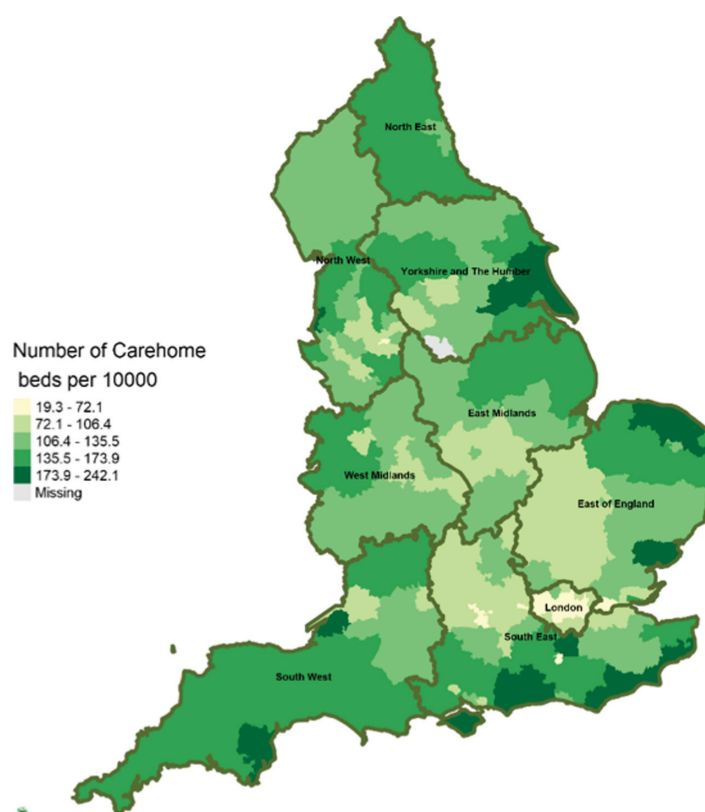 North East
North West
Yorkshire and The Humber
Number of Carehome
beds per 10000
19.3 - 72.1
72.1 - 106.4
106.4 - 135.5
135.5 - 173.9
173.9 - 242.1
Missing
East Midlands
West Midlands
East of England
London
South East
South West